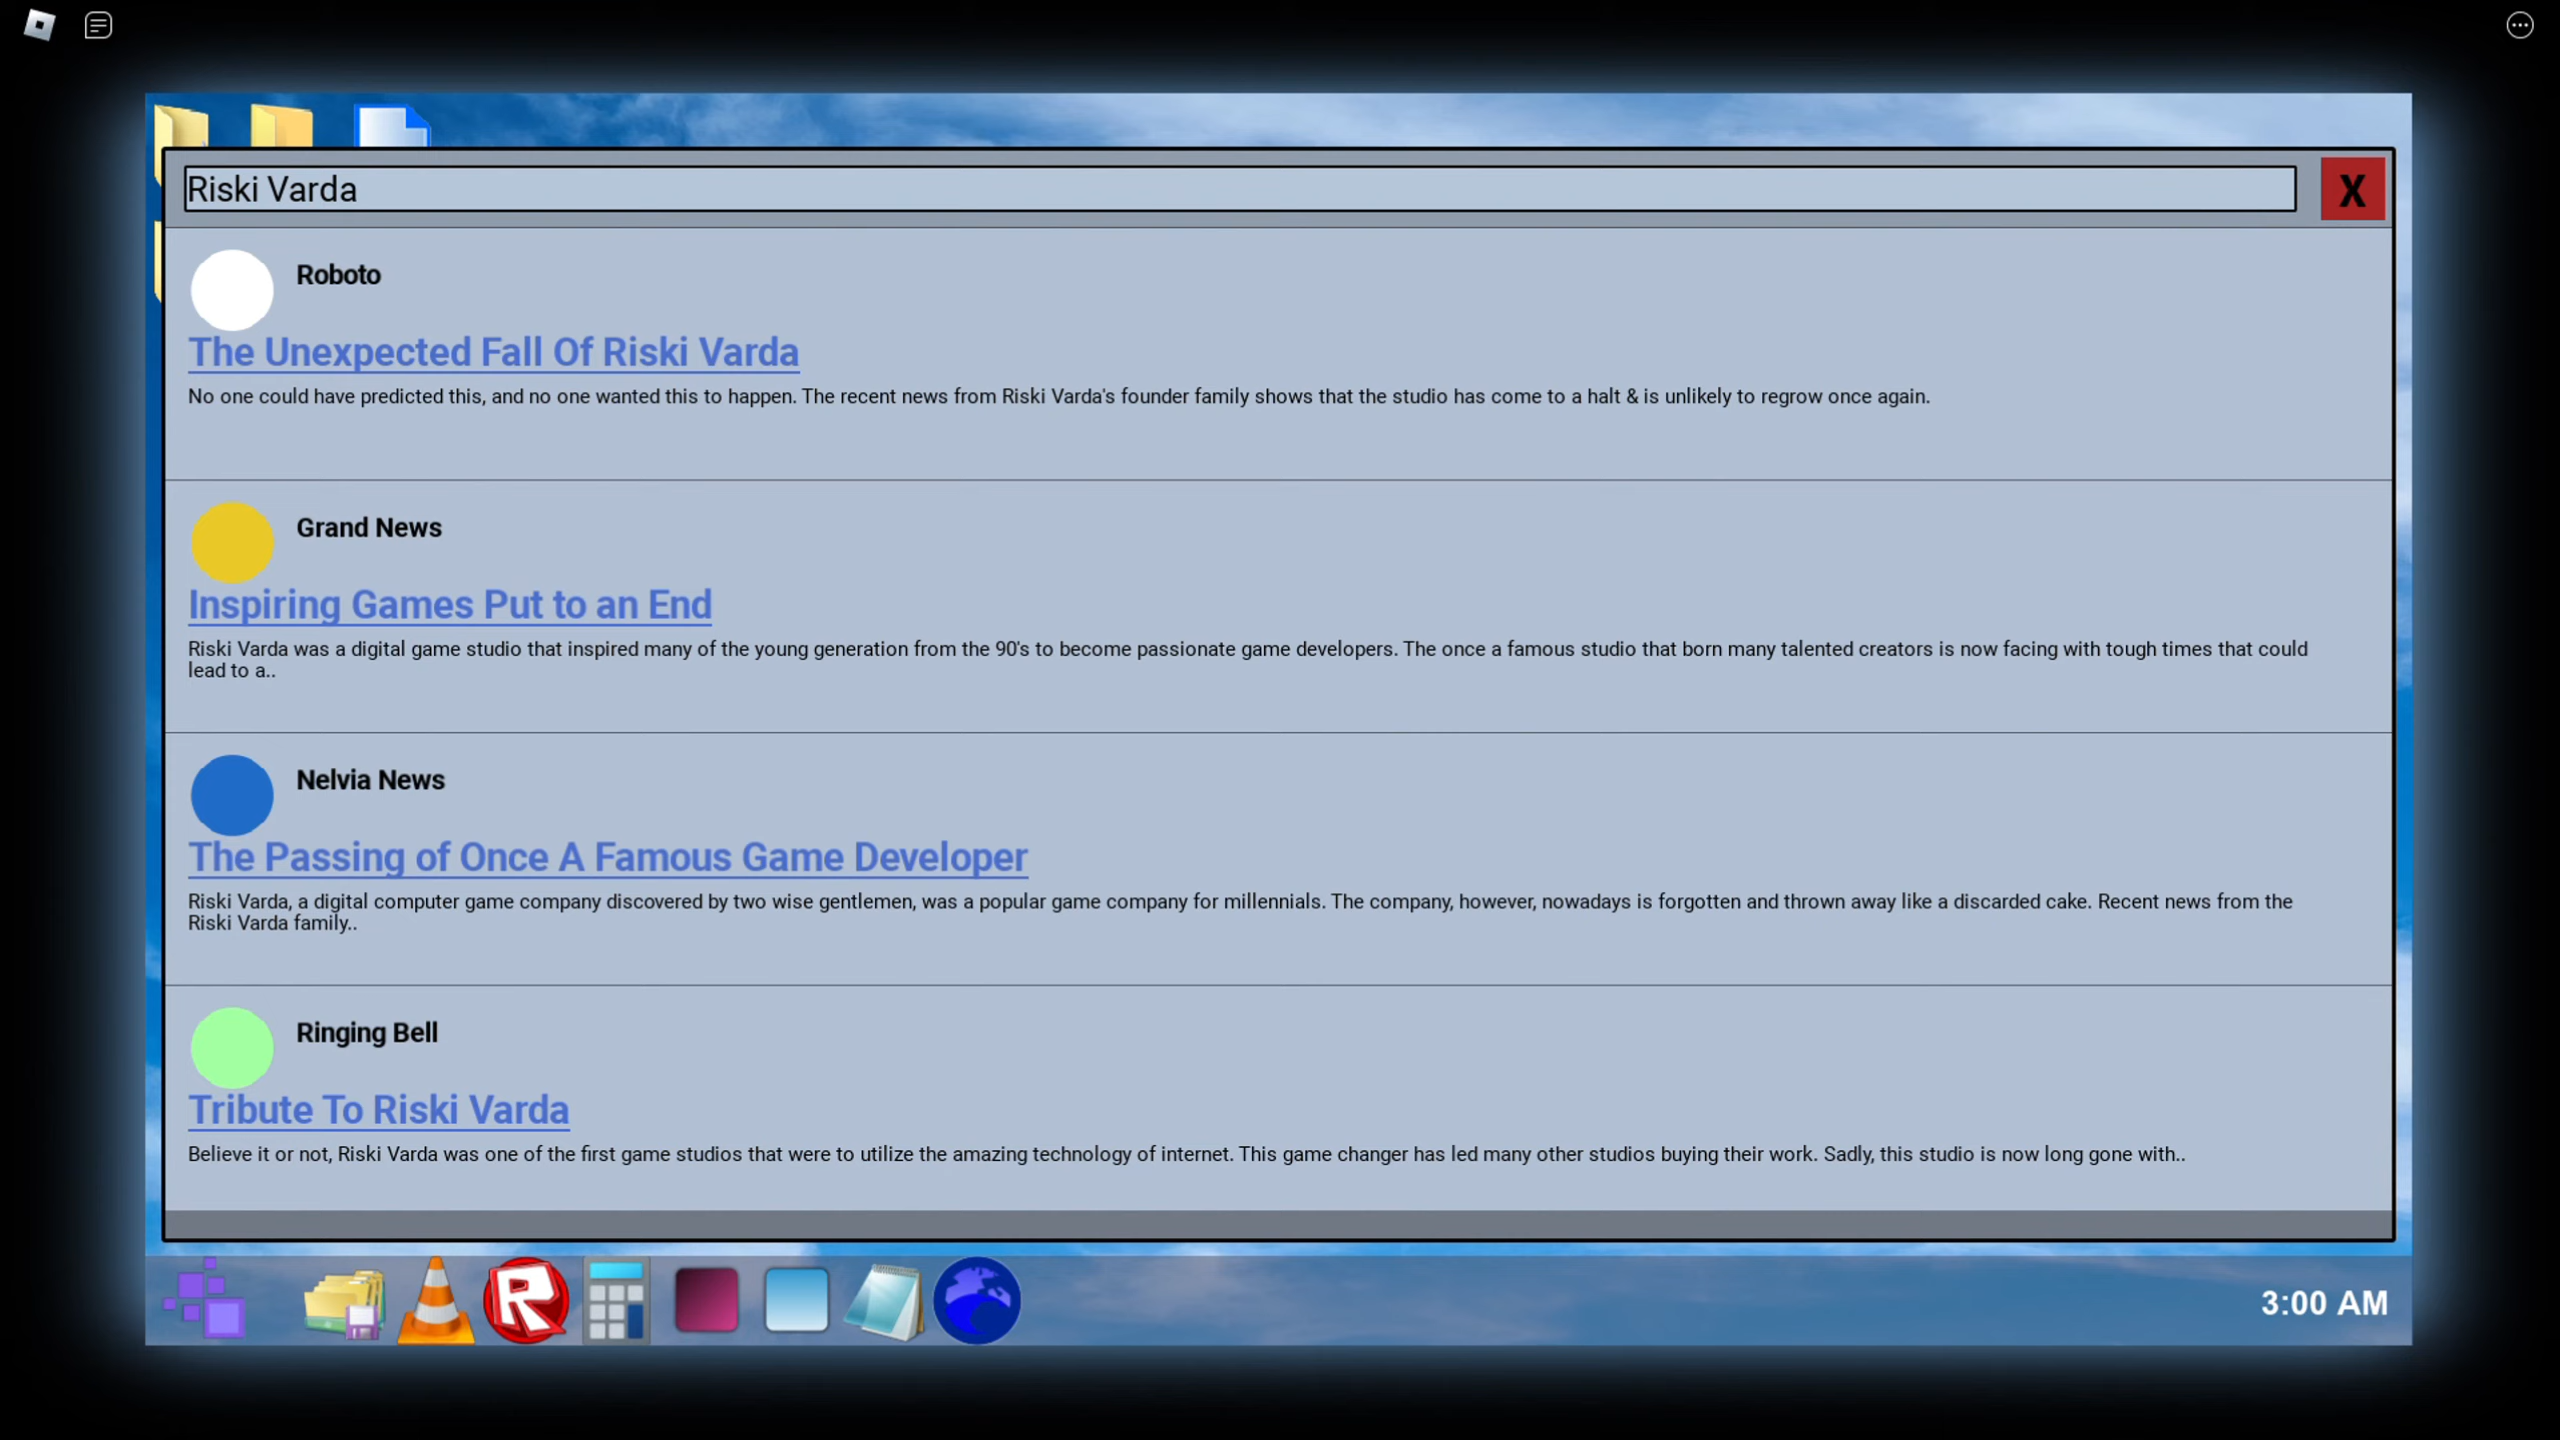 Riski Varda
X
Roboto
The Unexpected Fall Of Riski Varda
No one could have predicted this, and no one wanted this to happen. The recent news from Riski Varda's founder family shows that the studio has come to a halt & is unlikely to regrow once again.
Grand News
Inspiring Games Put to an End
Riski Varda was a digital game studio that inspired many of the young generation from the 90's to become passionate game developers. The once a famous studio that born many talented creators is now facing with tough times that could
lead to a..
Nelvia News
The Passing of Once A Famous Game Developer
Riski Varda, a digital computer game company discovered by two wise gentlemen, was a popular game company for millennials. The company, however, nowadays is forgotten and thrown away like a discarded cake. Recent news from the
Riski Varda family..
Ringing Bell
Tribute To Riski Varda
Believe it or not, Riski Varda was one of the first game studios that were to utilize the amazing technology of internet. This game changer has led many other studios buying their work. Sadly, this studio is now long gone with..
R
3:00 AM